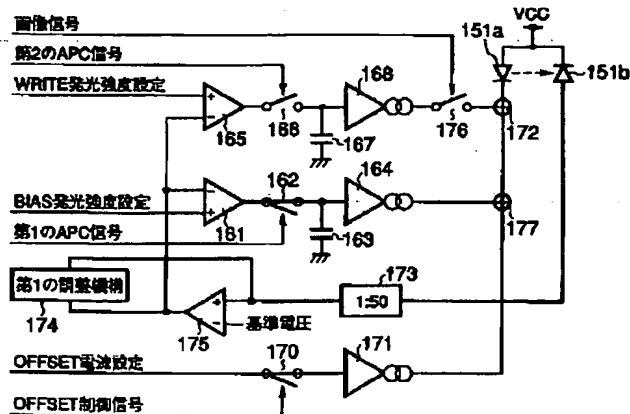 画像信号
VCC
151a
第2のAPC信号
151b
WRITE発光強度設定
168
165
166
167
176
172
162
164
BIAS発光強度設定
161
163
177
第1のAPC信号
173
第1の調整機構
1:50
174
175
基準電圧
170
171
OFFSET電流設定
OFFSET制御信号